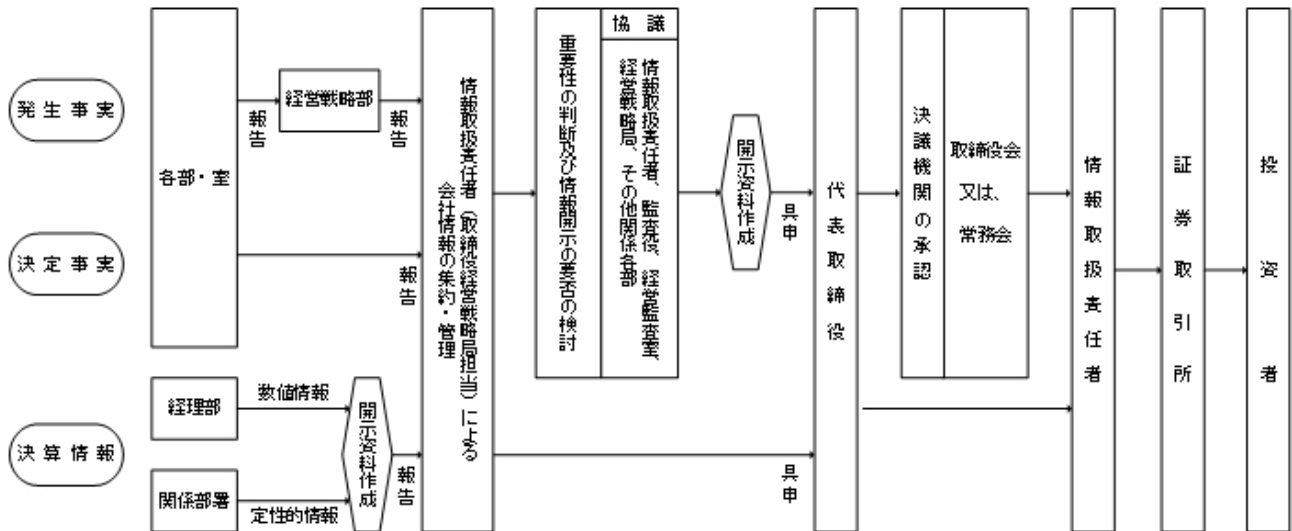 発生事実
決定事実
決算情報
各部・室
報告
経営戦略部
報告
報告
経理部
数値情報
関係部署
定性的情報
開示資料作成
報告
情報取扱責任者（取締役経営戦略局担当）による
会社情報の集約・管理
重要性の判断及び情報開示の要否の検討
協議
情報取扱責任者、監査役、経営監査室、
経営戦略局、その他関係各部
開示資料作成
具申
具申
代表取締役
決議機関の承認
取締役会
又は、
常務会
情報取扱責任者
証券取引所
投資者